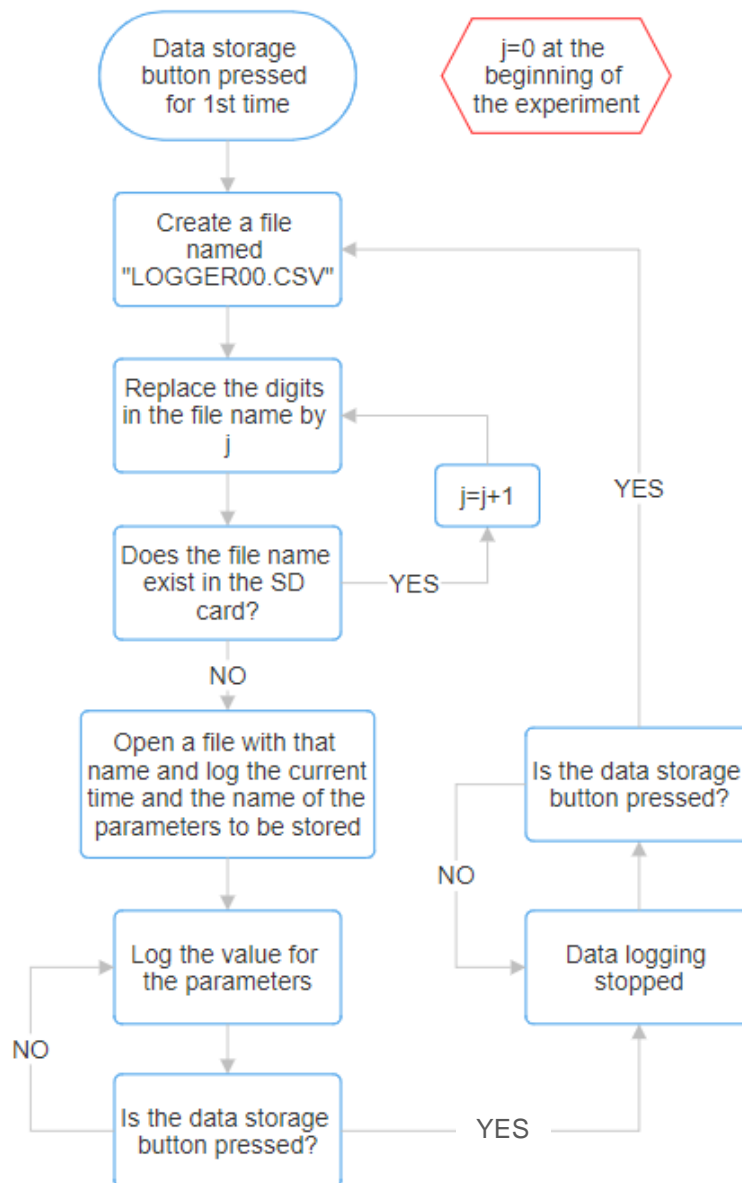 Data storage
button pressed
for 1st time
j=0 at the
beginning of
the experiment
Create a file
named
"LOGGER00.CSV"
Replace the digits
in the file name by
j
j=j+1
YES
Does the file name
exist in the SD
card?
YES
NO
Open a file with that
name and log the current
time and the name of the
parameters to be stored
Is the data storage
button pressed?
NO
Log the value for
the parameters
Data logging
stopped
NO
Is the data storage
button pressed?
YES